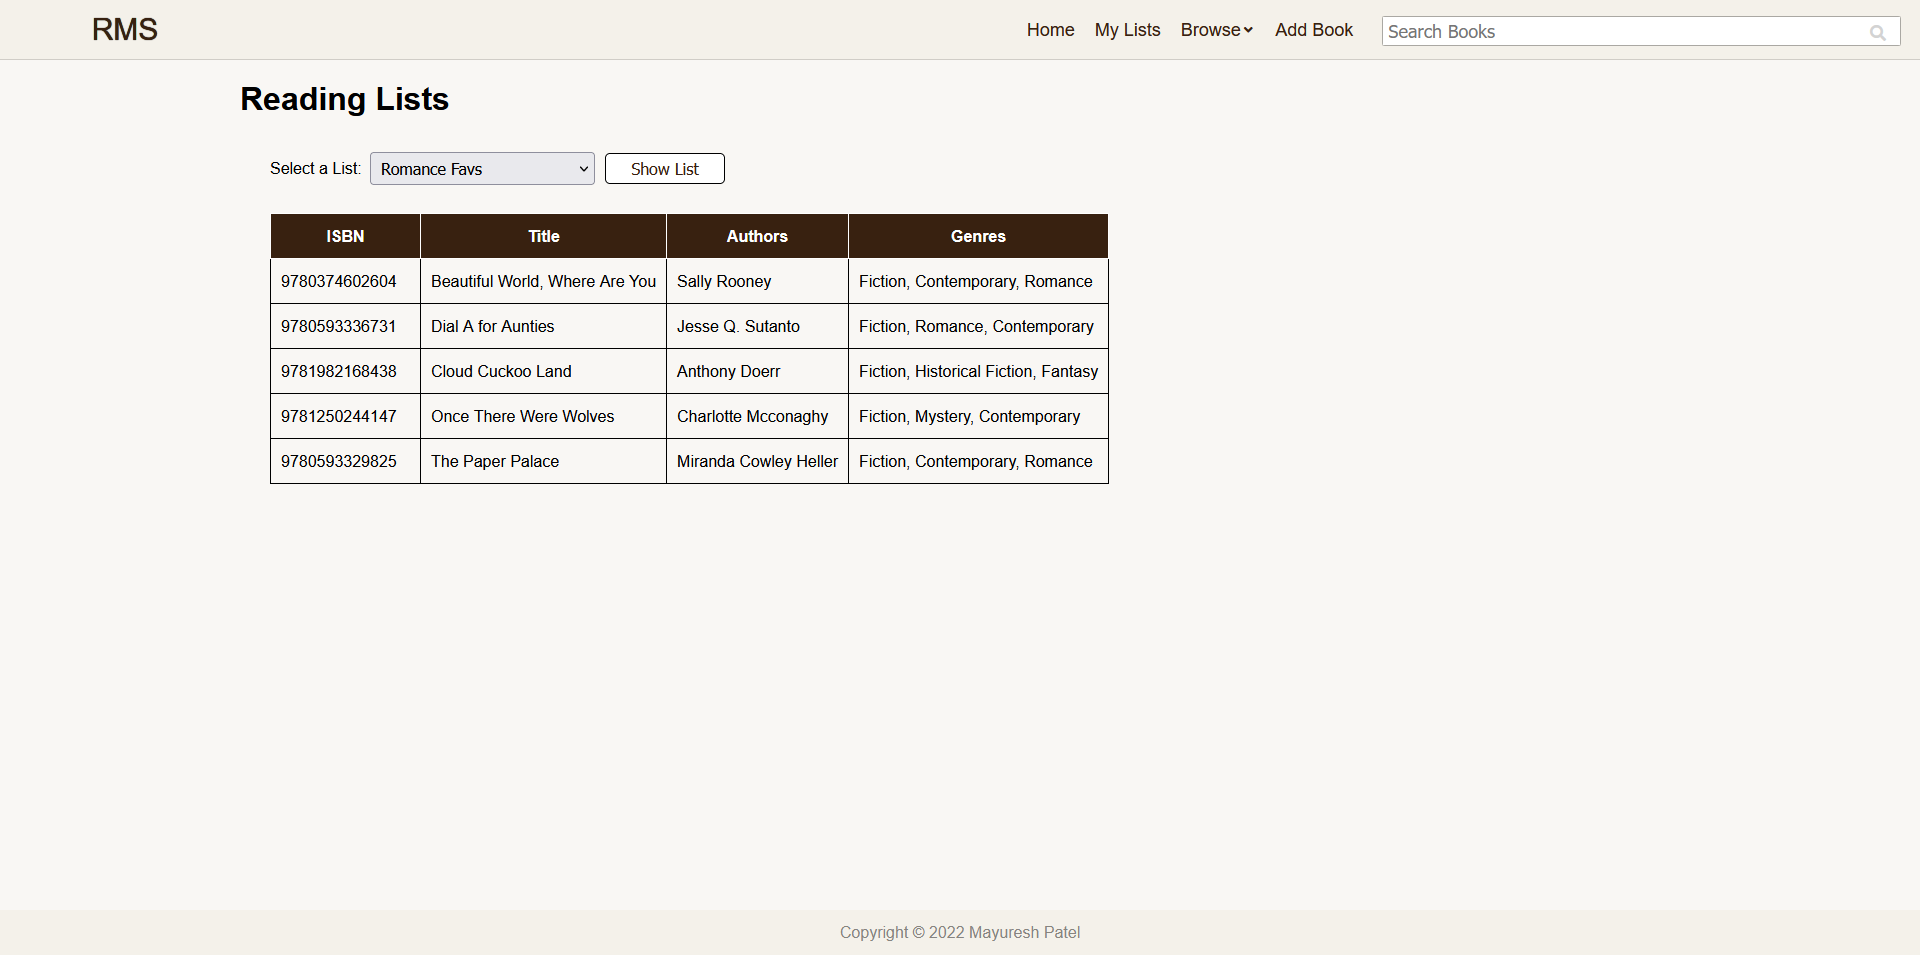 RMS
Home My Lists Browse Add Book Search Books
Reading Lists
Select a List: Romance Favs Show List
ISBN Title Authors Genres
9780374602604 Beautiful World, Where Are You Sally Rooney Fiction, Contemporary, Romance
9780593336731 Dial A for Aunties Jesse Q. Sutanto Fiction, Romance, Contemporary
9781982168438 Cloud Cuckoo Land Anthony Doerr Fiction, Historical Fiction, Fantasy
9781250244147 Once There Were Wolves Charlotte Mcconaghy Fiction, Mystery, Contemporary
9780593329825 The Paper Palace Miranda Cowley Heller Fiction, Contemporary, Romance
Copyright © 2022 Mayuresh Patel